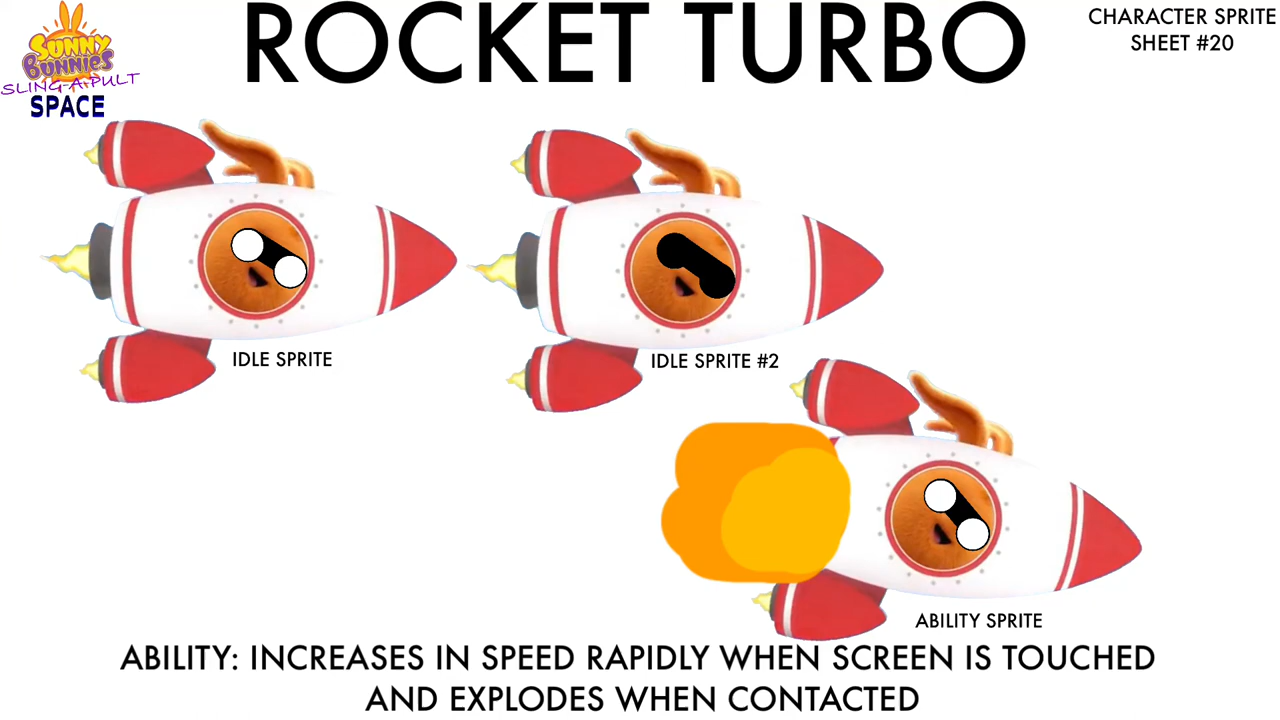 ROCKET TURBO
CHARACTER SPRITE
SHEET #20
SUNNY
BUNNIES
SLING-A-PULT
SPACE
IDLE SPRITE
IDLE SPRITE #2
ABILITY SPRITE
ABILITY: INCREASES IN SPEED RAPIDLY WHEN SCREEN IS TOUCHED
AND EXPLODES WHEN CONTACTED